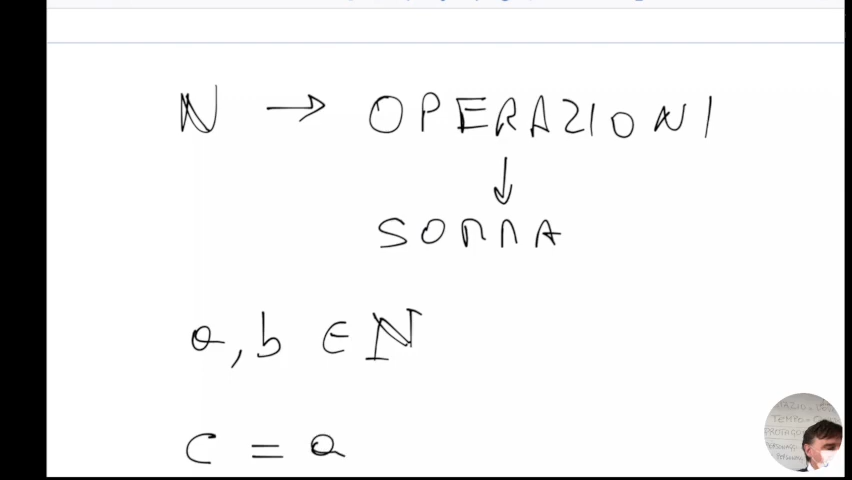 ℕ → OPERAZIONI
↓
SOMMA
a, b ∈ ℕ
c = a